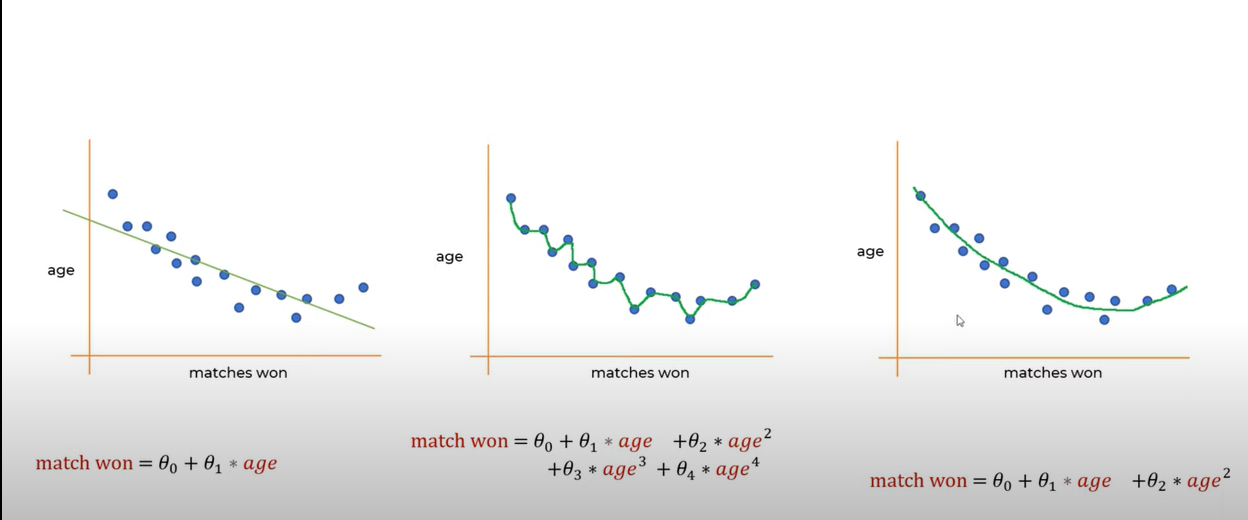 age
matches won
match won = θ₀ + θ₁ * age
age
matches won
match won = θ₀ + θ₁ * age +θ₂ * age²
+θ₃ * age³ + θ₄ * age⁴
age
matches won
match won = θ₀ + θ₁ * age +θ₂ * age²